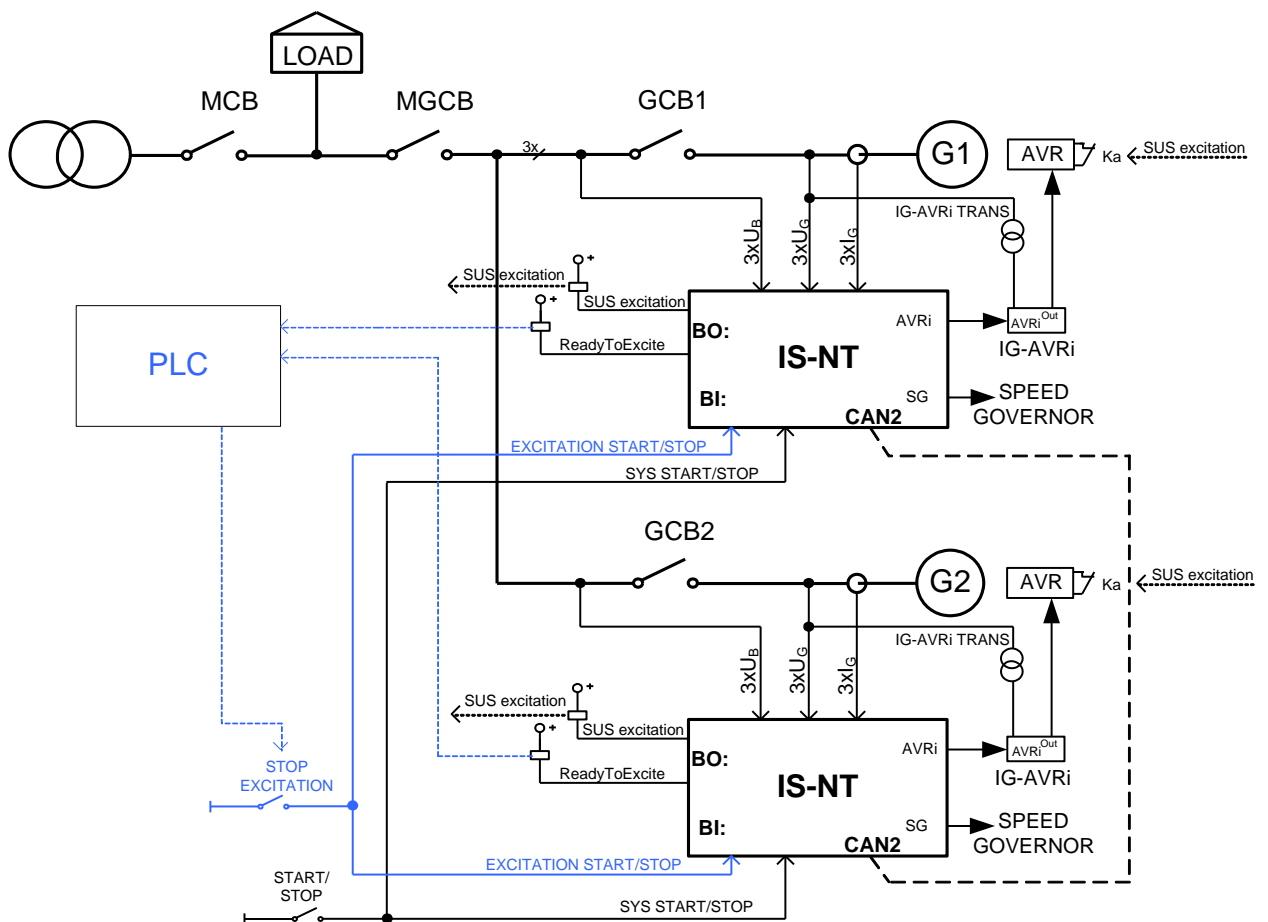 LOAD
MCB
MGCB
GCB1
3x
G1
AVR
Ka
SUS excitation
IG-AVRi TRANS
3xUB
3xUG
3xIG
SUS excitation
+
SUS excitation
+
ReadyToExcite
BO:
AVRi
AVRiOut
IG-AVRi
IS-NT
PLC
BI:
SG
SPEED
GOVERNOR
CAN2
EXCITATION START/STOP
SYS START/STOP
GCB2
G2
AVR
Ka
SUS excitation
IG-AVRi TRANS
3xUB
3xUG
3xIG
SUS excitation
+
SUS excitation
+
ReadyToExcite
BO:
AVRi
AVRiOut
IG-AVRi
IS-NT
STOP
EXCITATION
BI:
SG
SPEED
GOVERNOR
CAN2
EXCITATION START/STOP
START/
STOP
SYS START/STOP